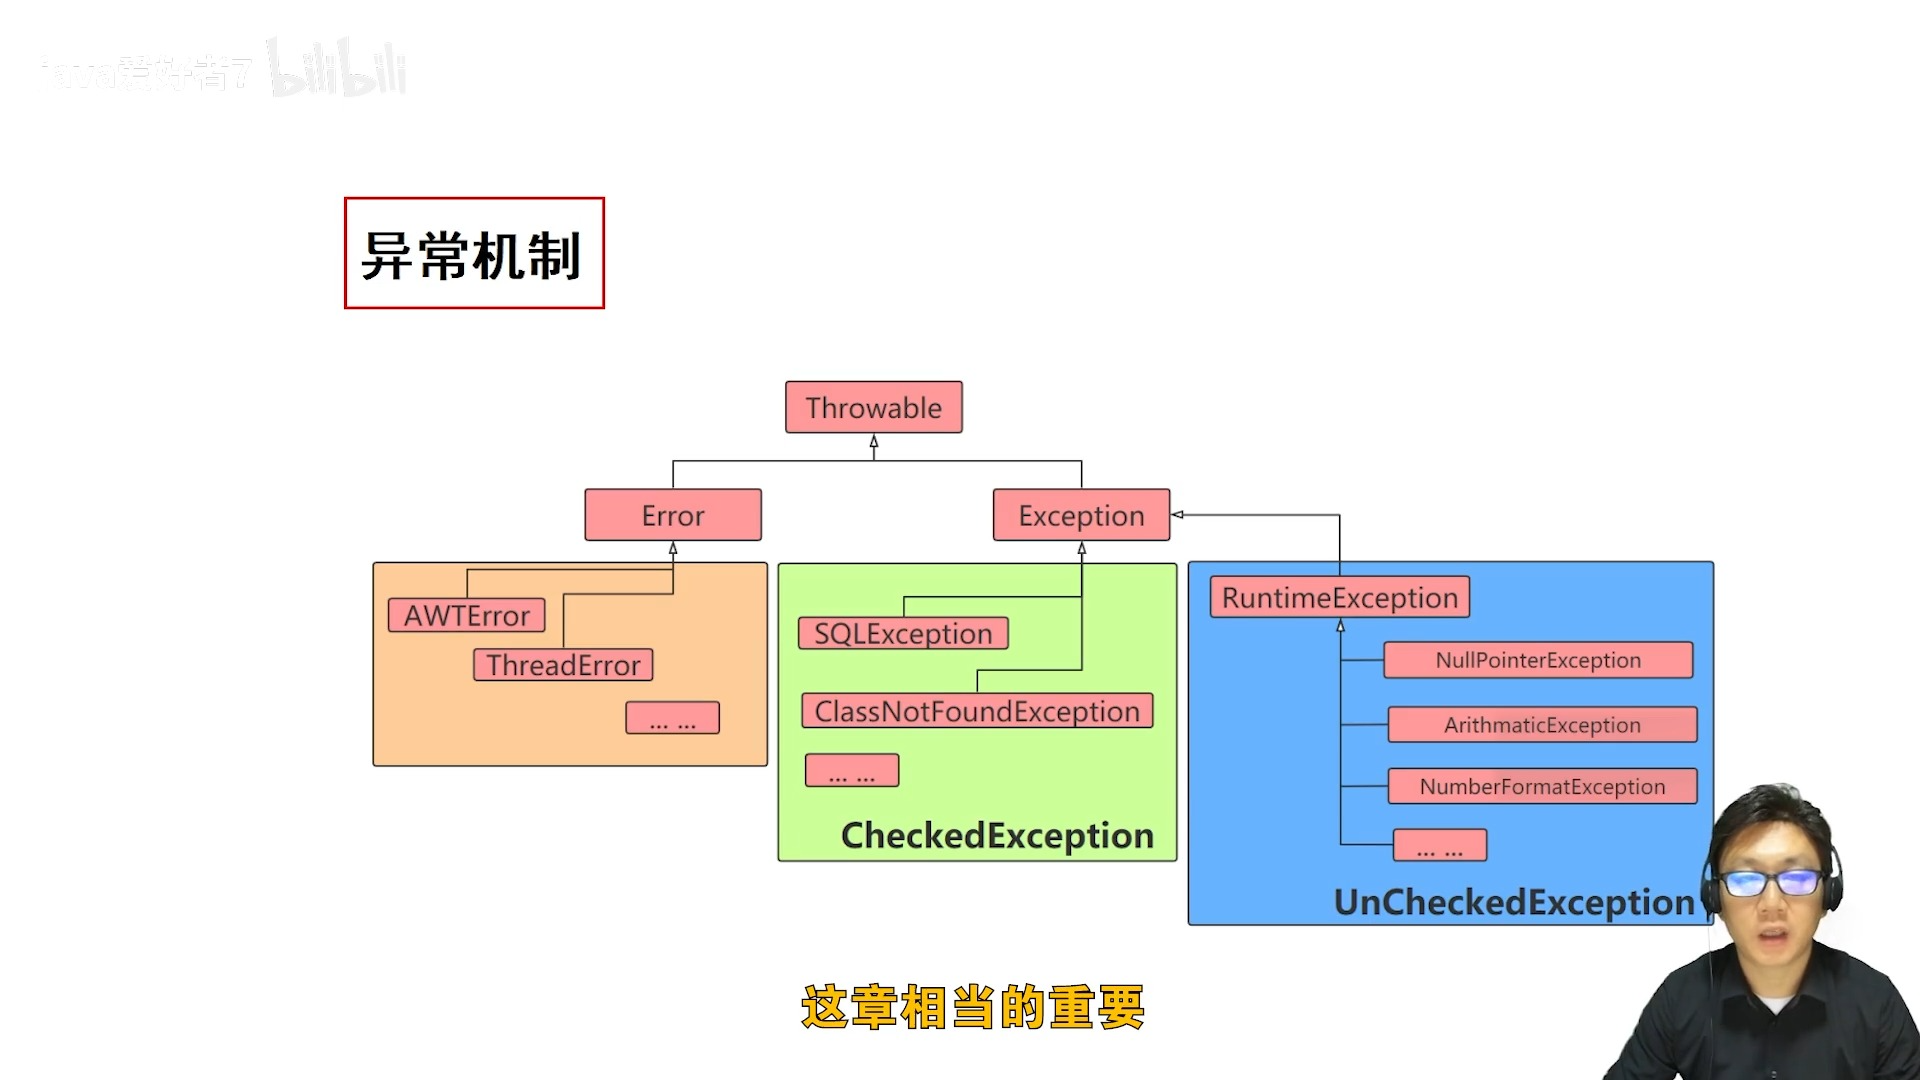 java爱好者7 bilibili
异常机制
Throwable
Error
Exception
AWTError
ThreadError
... ...
SQLException
ClassNotFoundException
... ...
CheckedException
RuntimeException
NullPointerException
ArithmaticException
NumberFormatException
... ...
UnCheckedException
这章相当的重要